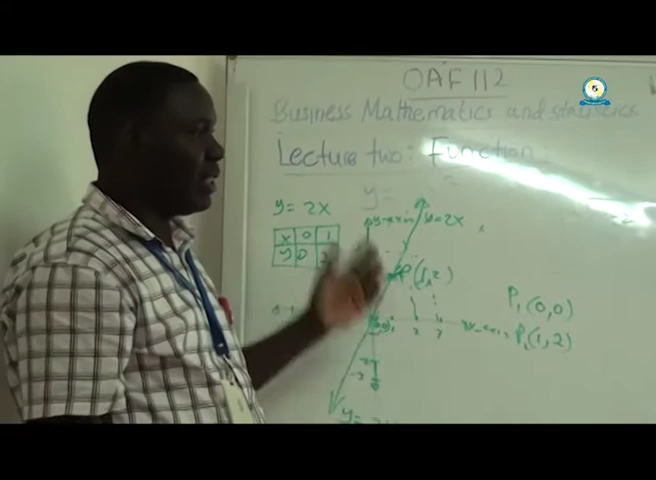 OAF 112
Business Mathematics and statistics
Lecture two: Function
y=
y = 2x
x 0 1
y 0 2
y=2x
P(1,2)
P₁(0,0)
P₂(1,2)